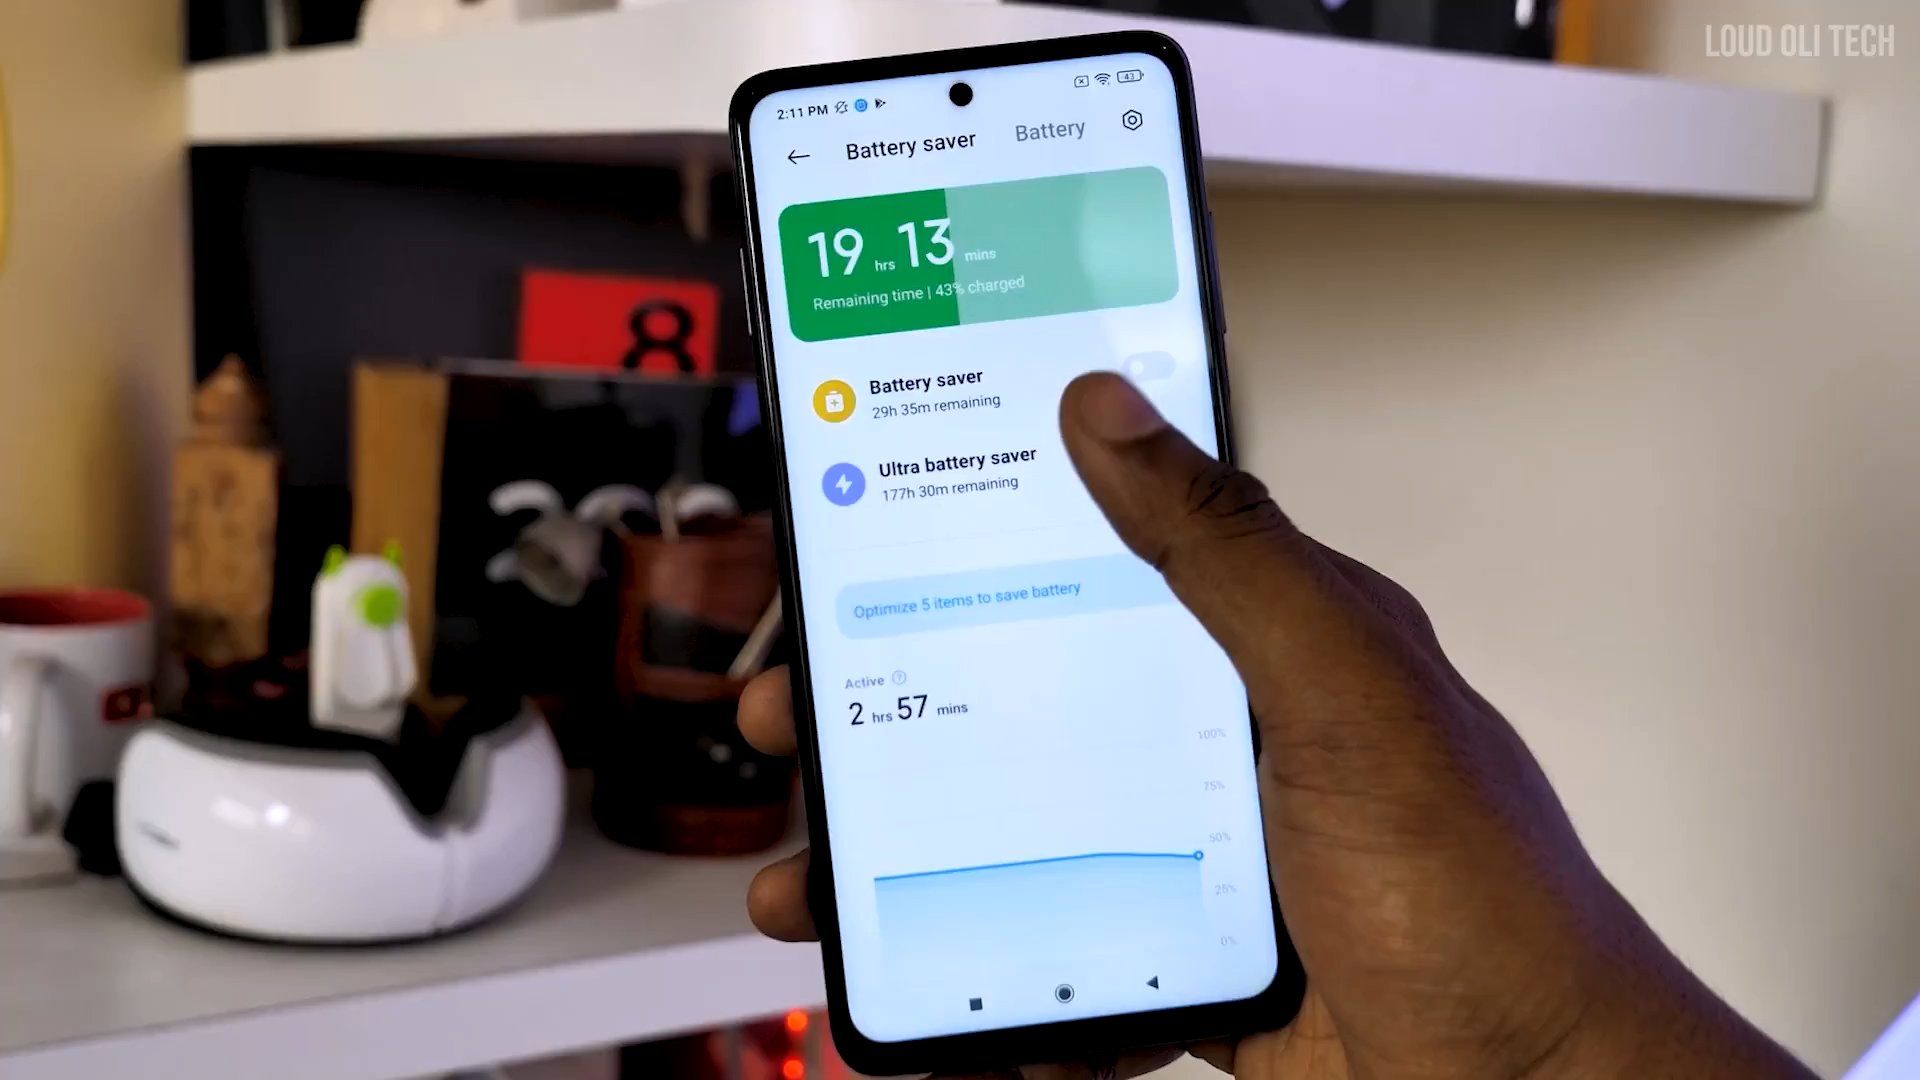 LOUD OLI TECH
2:11 PM
43
Battery saver
Battery
19 hrs 13 mins
Remaining time | 43% charged
Battery saver
29h 35m remaining
Ultra battery saver
177h 30m remaining
Optimize 5 items to save battery
Active
2 hrs 57 mins
100%
75%
50%
25%
0%
8